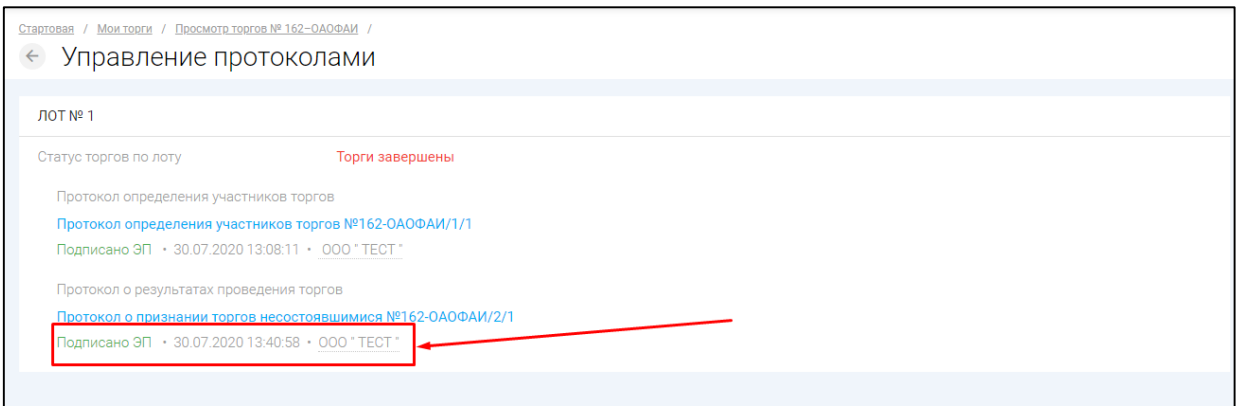 Стартовая / Мои торги / Просмотр торгов № 162–ОАОФАИ /
← Управление протоколами
ЛОТ № 1
Статус торгов по лоту Торги завершены
Протокол определения участников торгов
Протокол определения участников торгов №162-ОАОФАИ/1/1
Подписано ЭП • 30.07.2020 13:08:11 • ООО " ТЕСТ "
Протокол о результатах проведения торгов
Протокол о признании торгов несостоявшимися №162-ОАОФАИ/2/1
Подписано ЭП • 30.07.2020 13:40:58 • ООО " ТЕСТ "